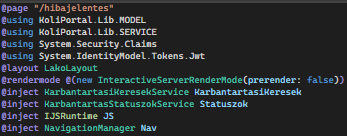 @page "/hibajelentes"
@using KoliPortal.Lib.MODEL
@using KoliPortal.Lib.SERVICE
@using System.Security.Claims
@using System.IdentityModel.Tokens.Jwt
@layout LakoLayout
@rendermode @(new InteractiveServerRenderMode(prerender: false))
@inject KarbantartasiKeresekService KarbantartasiKeresek
@inject KarbantartasStatuszokService Statuszok
@inject IJSRuntime JS
@inject NavigationManager Nav